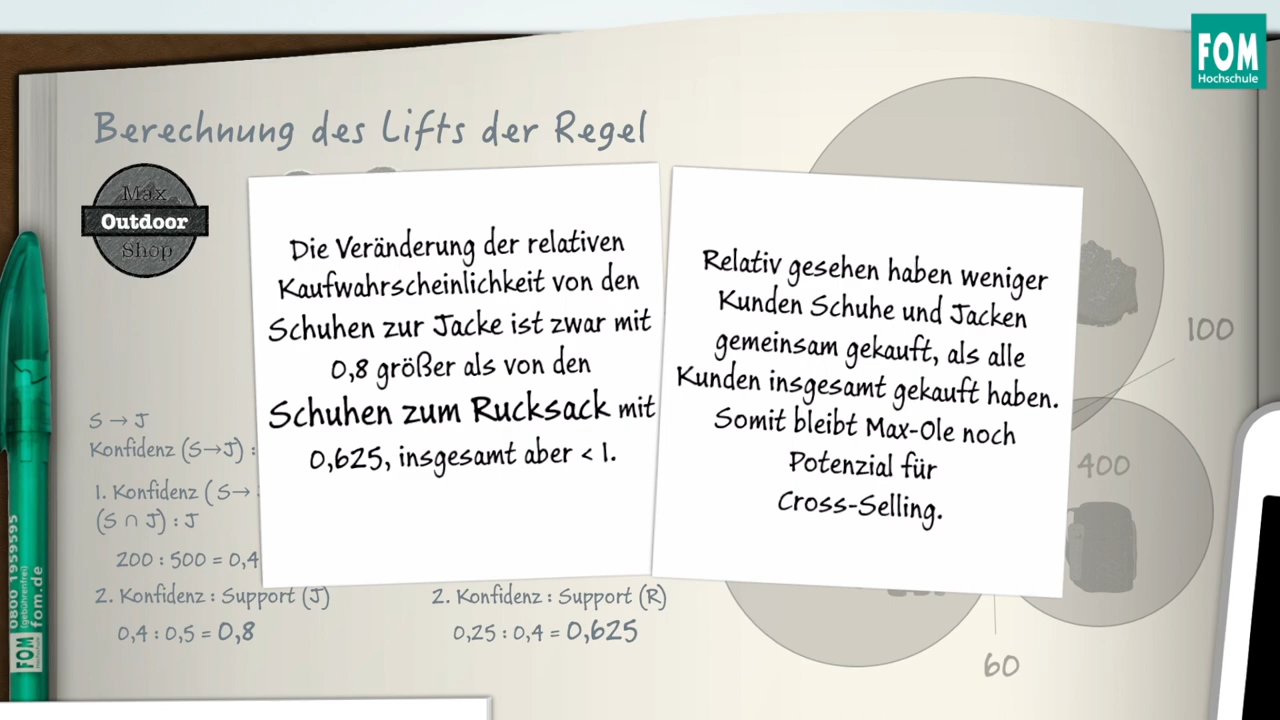 FOM
Hochschule
Berechnung des Lifts der Regel
Max
Outdoor
Shop
Die Veränderung der relativen
Kaufwahrscheinlichkeit von den
Schuhen zur Jacke ist zwar mit
0,8 größer als von den
Schuhen zum Rucksack mit
0,625, insgesamt aber < 1.
Relativ gesehen haben weniger
Kunden Schuhe und Jacken
gemeinsam gekauft, als alle
Kunden insgesamt gekauft haben.
Somit bleibt Max-Ole noch
Potenzial für
Cross-Selling.
100
400
60
S → J
Konfidenz (S→J) :
1. Konfidenz ( S→
(S ∩ J) : J
200 : 500 = 0,4
2. Konfidenz : Support (J)
0,4 : 0,5 = 0,8
2. Konfidenz : Support (R)
0,25 : 0,4 = 0,625
0800 1959595
(gebührenfrei)
fom.de
FOM
Hochschule